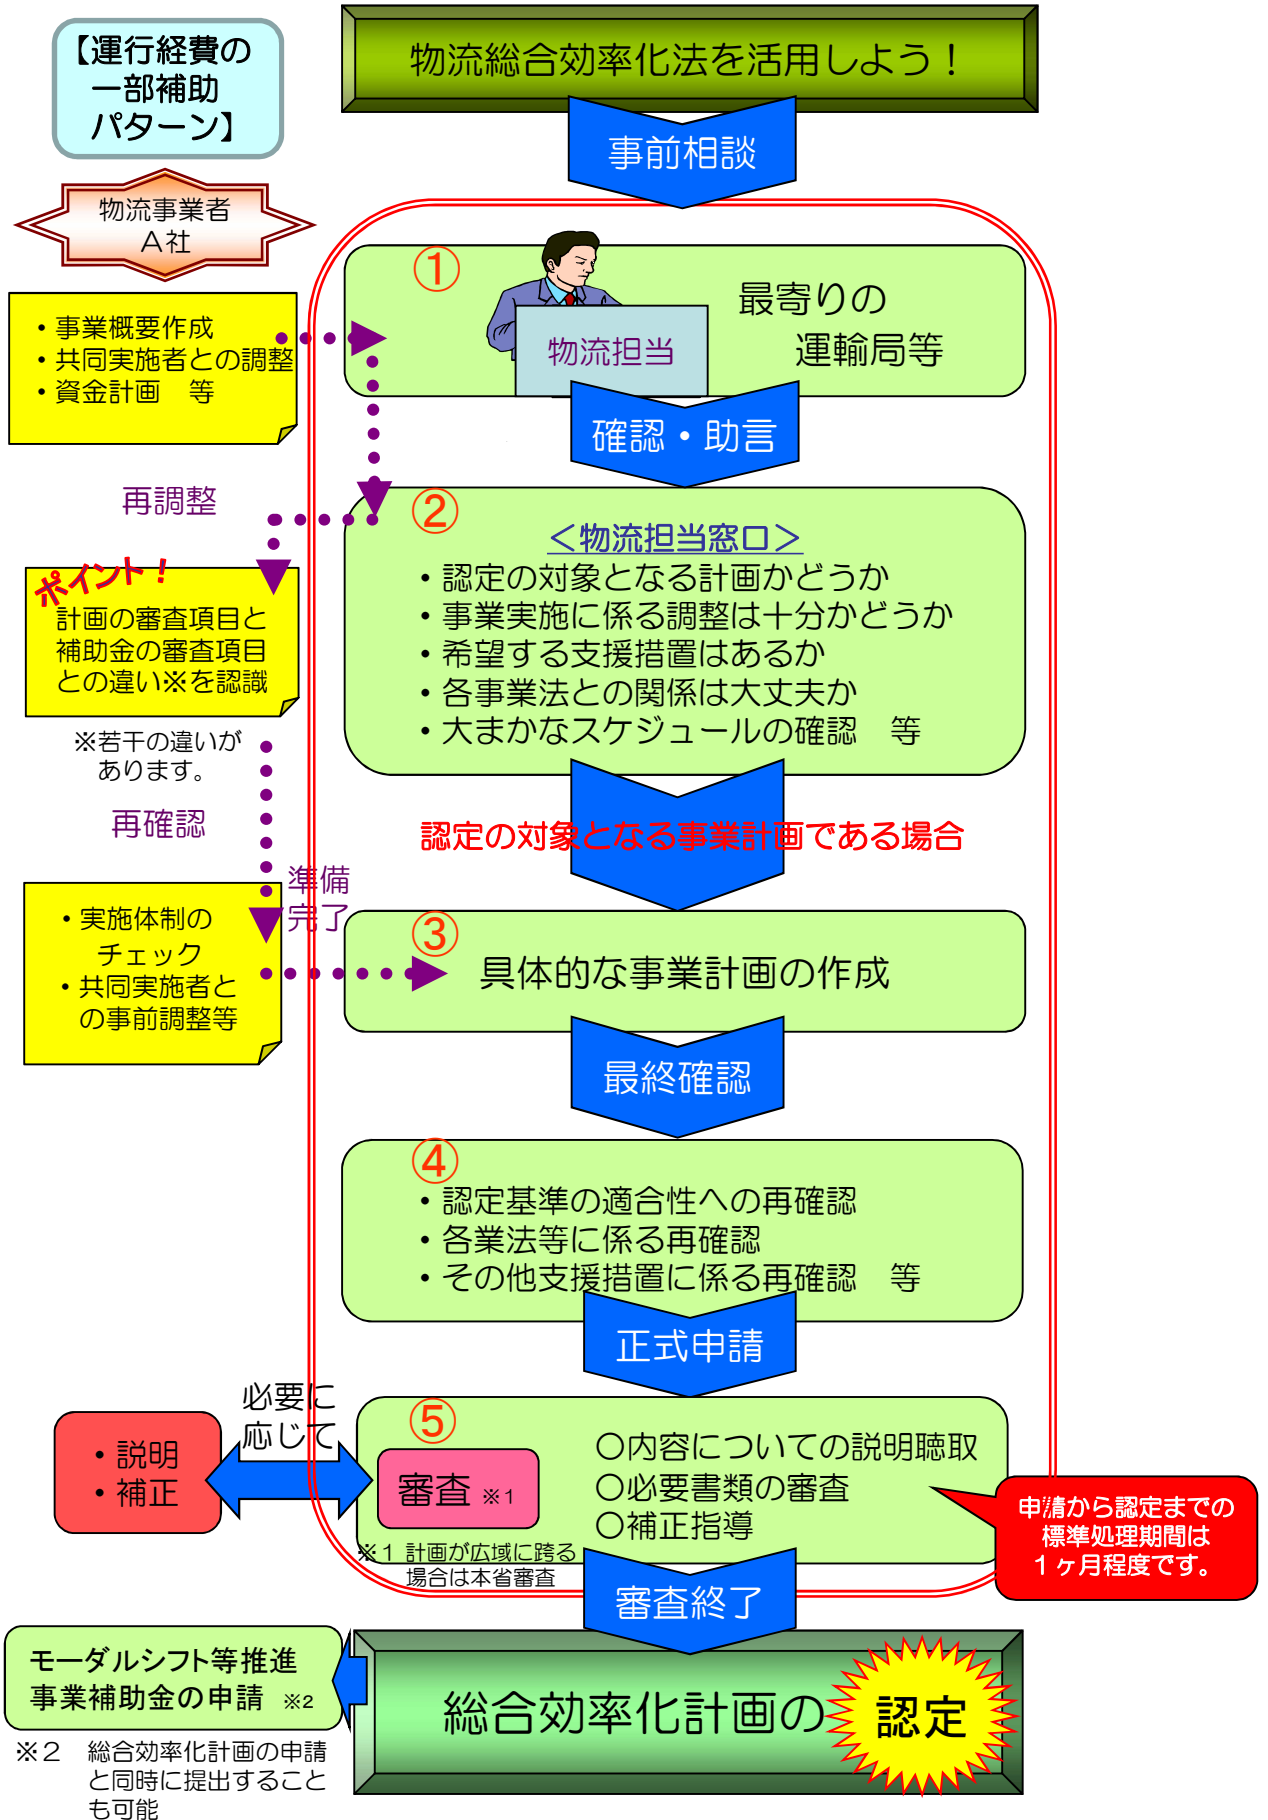 【運行経費の
一部補助
パターン】
物流総合効率化法を活用しよう！
事前相談
物流事業者
Ａ社
・事業概要作成
・共同実施者との調整
・資金計画　等
①
物流担当
最寄りの
運輸局等
確認・助言
再調整
②
＜物流担当窓口＞
・認定の対象となる計画かどうか
・事業実施に係る調整は十分かどうか
・希望する支援措置はあるか
・各事業法との関係は大丈夫か
・大まかなスケジュールの確認　等
ポイント！
計画の審査項目と
補助金の審査項目
との違い※を認識
※若干の違いが
あります。
再確認
認定の対象となる事業計画である場合
準備
完了
・実施体制の
チェック
・共同実施者と
の事前調整等
③
具体的な事業計画の作成
最終確認
④
・認定基準の適合性への再確認
・各業法等に係る再確認
・その他支援措置に係る再確認　等
正式申請
必要に
応じて
・説明
・補正
⑤
審査 ※1
○内容についての説明聴取
○必要書類の審査
○補正指導
※１ 計画が広域に跨る
場合は本省審査
申請から認定までの
標準処理期間は
１ヶ月程度です。
審査終了
モーダルシフト等推進
事業補助金の申請 ※2
総合効率化計画の
認定
※２　総合効率化計画の申請
と同時に提出すること
も可能